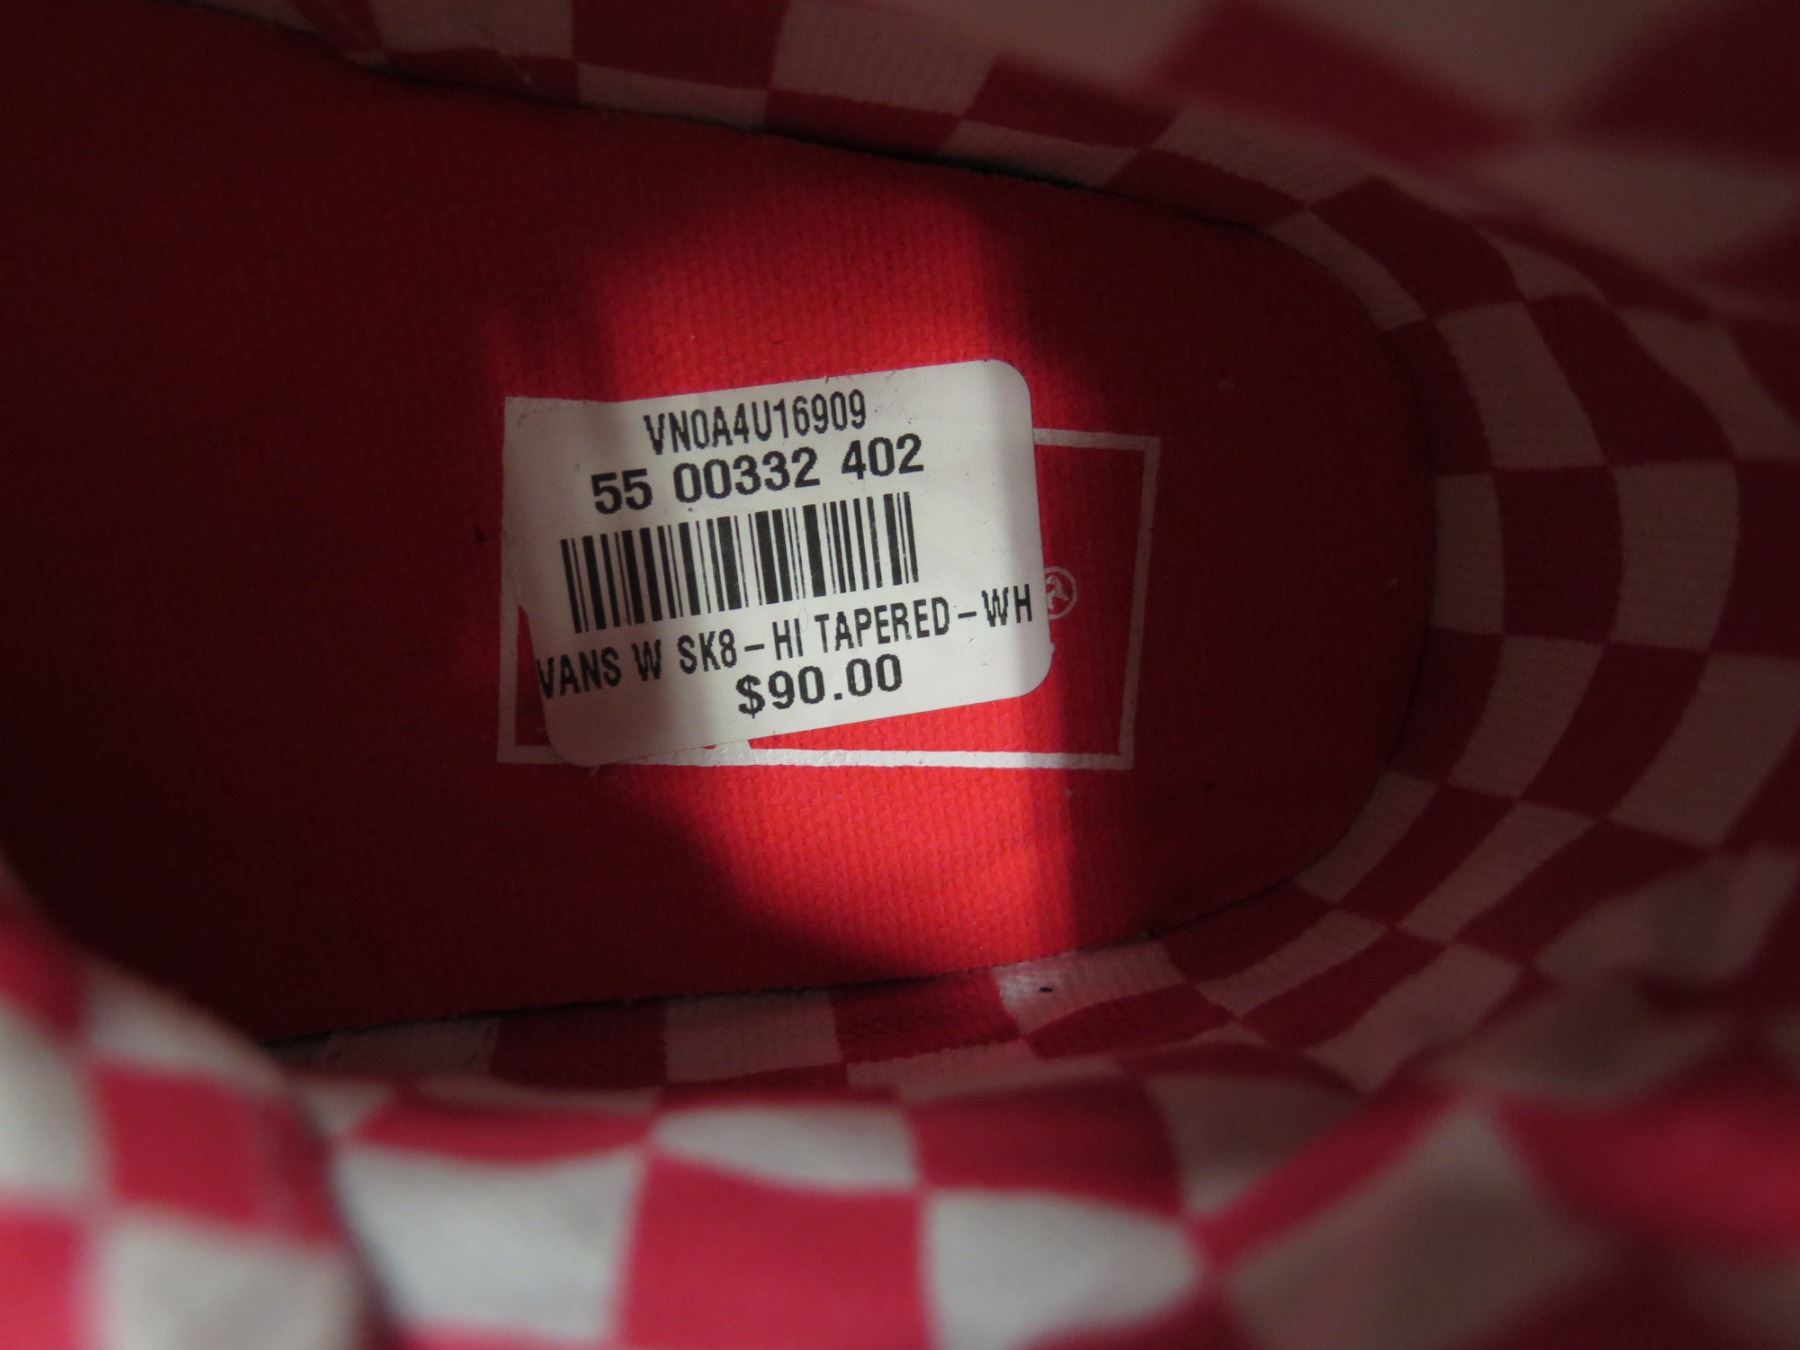 VN0A4U16909
55 00332 402
VANS W SK8-HI TAPERED-WH
$90.00
®